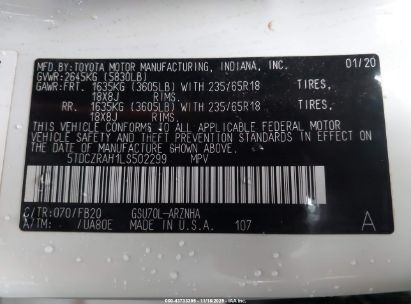 MFD.BY:TOYOTA MOTOR MANUFACTURING, INDIANA, INC. 01/20
GVWR:2645KG (5830LB)
GAWR:FRT. 1635KG (3605LB) WITH 235/65R18 TIRES,
18X8J RIMS,
RR. 1635KG (3605LB) WITH 235/65R18 TIRES,
18X8J RIMS,
THIS VEHICLE CONFORMS TO ALL APPLICABLE FEDERAL MOTOR
VEHICLE SAFETY AND THEFT PREVENTION STANDARDS IN EFFECT ON
THE DATE OF MANUFACTURE SHOWN ABOVE.
5TDCZRAH1LS502299 MPV
C/TR:070/FB20 GSU70L-ARZNHA A
A/TM: /UA80E MADE IN U.S.A. 107